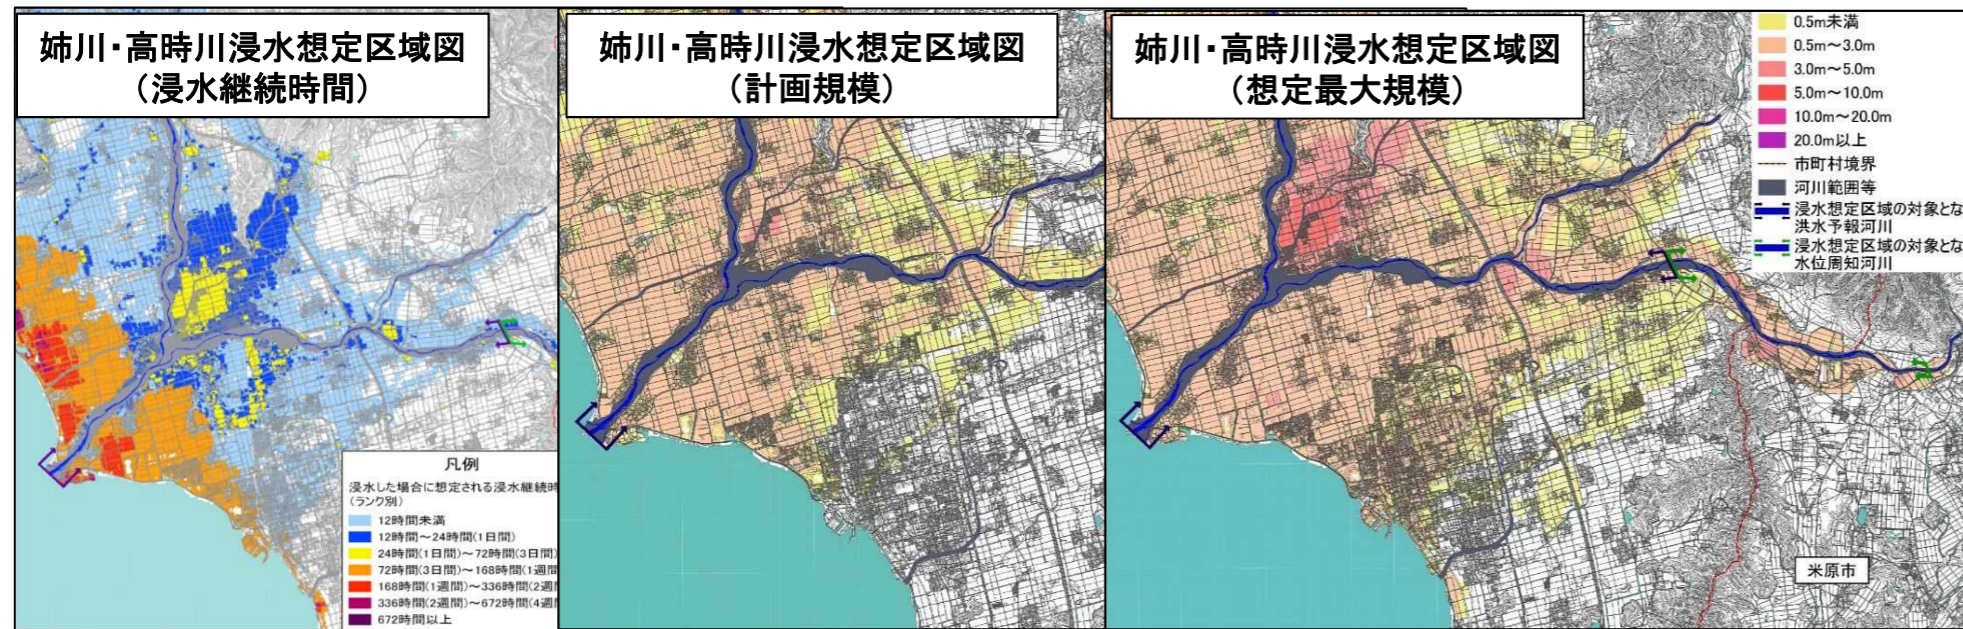 姉川・高時川浸水想定区域図
(浸水継続時間)
凡例
浸水した場合に想定される浸水継続時
(ランク別)
12時間未満
12時間～24時間(1日間)
24時間(1日間)～72時間(3日間)
72時間(3日間)～168時間(1週間
168時間(1週間)～336時間(2週
336時間(2週間)～672時間(4週
672時間以上
姉川・高時川浸水想定区域図
(計画規模)
姉川・高時川浸水想定区域図
(想定最大規模)
0.5m未満
0.5m～3.0m
3.0m～5.0m
5.0m～10.0m
10.0m～20.0m
20.0m以上
市町村境界
河川範囲等
浸水想定区域の対象とな
洪水予報河川
浸水想定区域の対象とな
水位周知河川
米原市